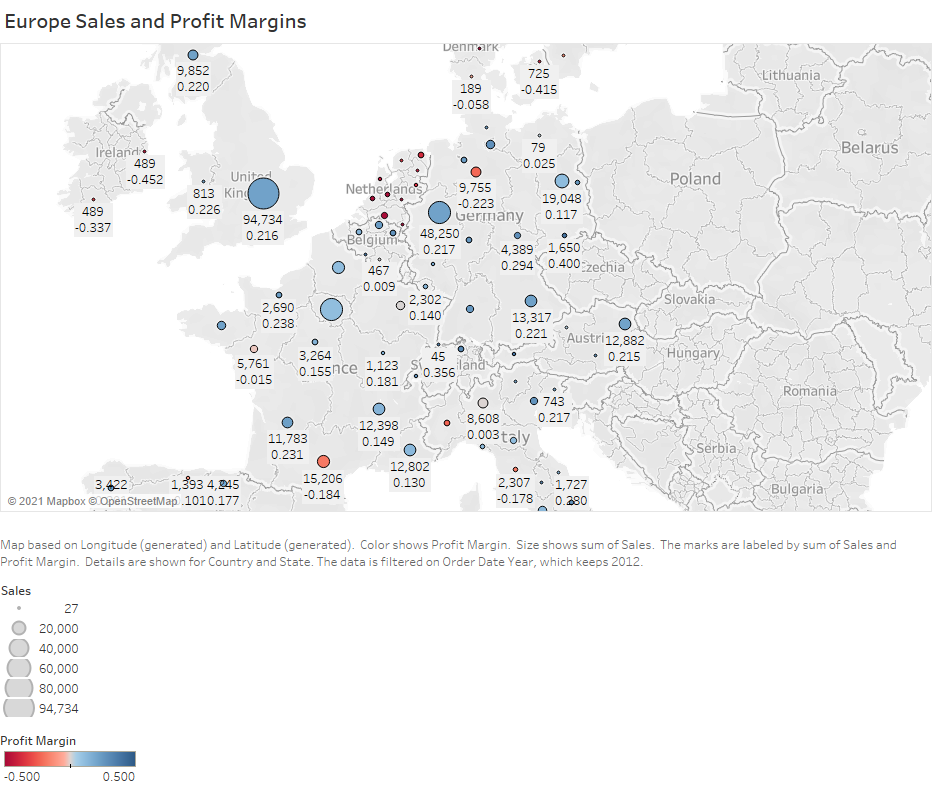 Europe Sales and Profit Margins
Denmark
9,852
0.220
725
-0.415
Lithuania
189
-0.058
Ireland
489
-0.452
79
0.025
Belarus
United
King
813
0.226
Netherlands
9,755
-0.223
Poland
19,048
0.117
489
-0.337
94,734
0.216
Germany
48,250
0.217
Belgium
4,389
0.294
1,650
0.400
467
0.009
Czechia
2,690
0.238
2,302
0.140
Slovakia
13,317
0.221
Austri
12,882
0.215
Hungary
5,761
-0.015
3,264
0.155
nce
1,123
0.181
45
0.356
land
Romania
743
0.217
8,608
0.003
Italy
11,783
0.231
12,398
0.149
Serbia
12,802
0.130
15,206
-0.184
3,422
1,393
.101
4,845
0.177
2,307
-0.178
1,727
0.280
Bulgaria
© 2021 Mapbox © OpenStreetMap
Map based on Longitude (generated) and Latitude (generated). Color shows Profit Margin. Size shows sum of Sales. The marks are labeled by sum of Sales and
Profit Margin. Details are shown for Country and State. The data is filtered on Order Date Year, which keeps 2012.
Sales
27
20,000
40,000
60,000
80,000
94,734
Profit Margin
-0.500
0.500